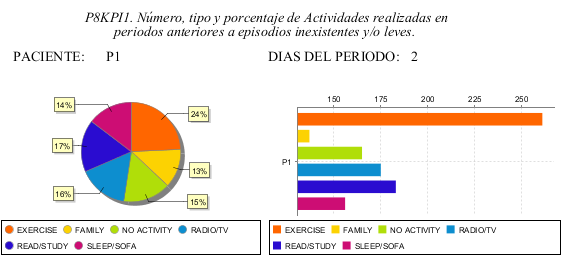 P8KPI1. Número, tipo y porcentaje de Actividades realizadas en
periodos anteriores a episodios inexistentes y/o leves.
PACIENTE: P1 DIAS DEL PERIODO: 2
14%
24%
17%
13%
16%
15%
150 175 200 225 250
P1
EXERCISE FAMILY NO ACTIVITY RADIO/TV
READ/STUDY SLEEP/SOFA
EXERCISE FAMILY NO ACTIVITY RADIO/TV
READ/STUDY SLEEP/SOFA